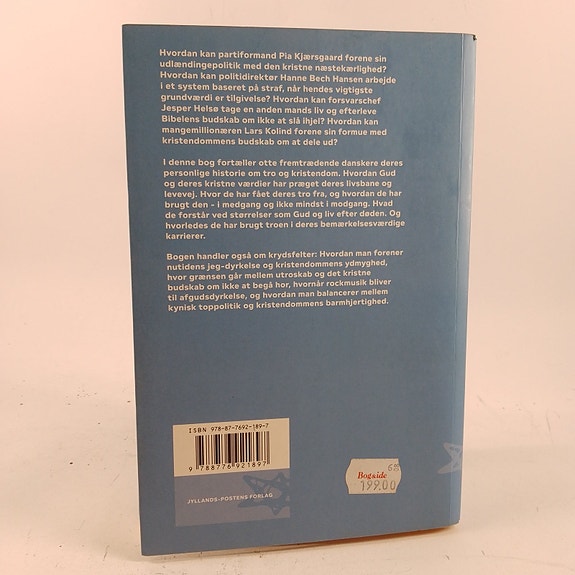 Hvordan kan partiformand Pia Kjærsgaard forene sin
udlændingepolitik med den kristne næstekærlighed?
Hvordan kan politidirektør Hanne Bech Hansen arbejde
i et system baseret på straf, når hendes vigtigste
grundværdi er tilgivelse? Hvordan kan forsvarschef
Jesper Helsø tage en anden mands liv og efterleve
Bibelens budskab om ikke at slå ihjel? Hvordan kan
mangemillionæren Lars Kolind forene sin formue med
kristendommens budskab om at dele ud?
I denne bog fortæller otte fremtrædende danskere deres
personlige historie om tro og kristendom. Hvordan Gud
og deres kristne værdier har præget deres livsbane og
levevej. Hvor de har fået deres tro fra, og hvordan de har
brugt den – i medgang og ikke mindst i modgang. Hvad
de forstår ved størrelser som Gud og liv efter døden. Og
hvorledes de har brugt troen i deres bemærkelsesværdige
karrierer.
Bogen handler også om krydsfelter: Hvordan man forener
nutidens jeg-dyrkelse og kristendommens ydmyghed,
hvor grænsen går mellem utroskab og det kristne
budskab om ikke at begå hor, hvornår rockmusik bliver
til afgudsdyrkelse, og hvordan man balancerer mellem
kynisk toppolitik og kristendommens barmhjertighed.
ISBN 978-87-7692-189-7
9 788776 921897
JYLLANDS-POSTENS FORLAG
Bog&ide
199.00